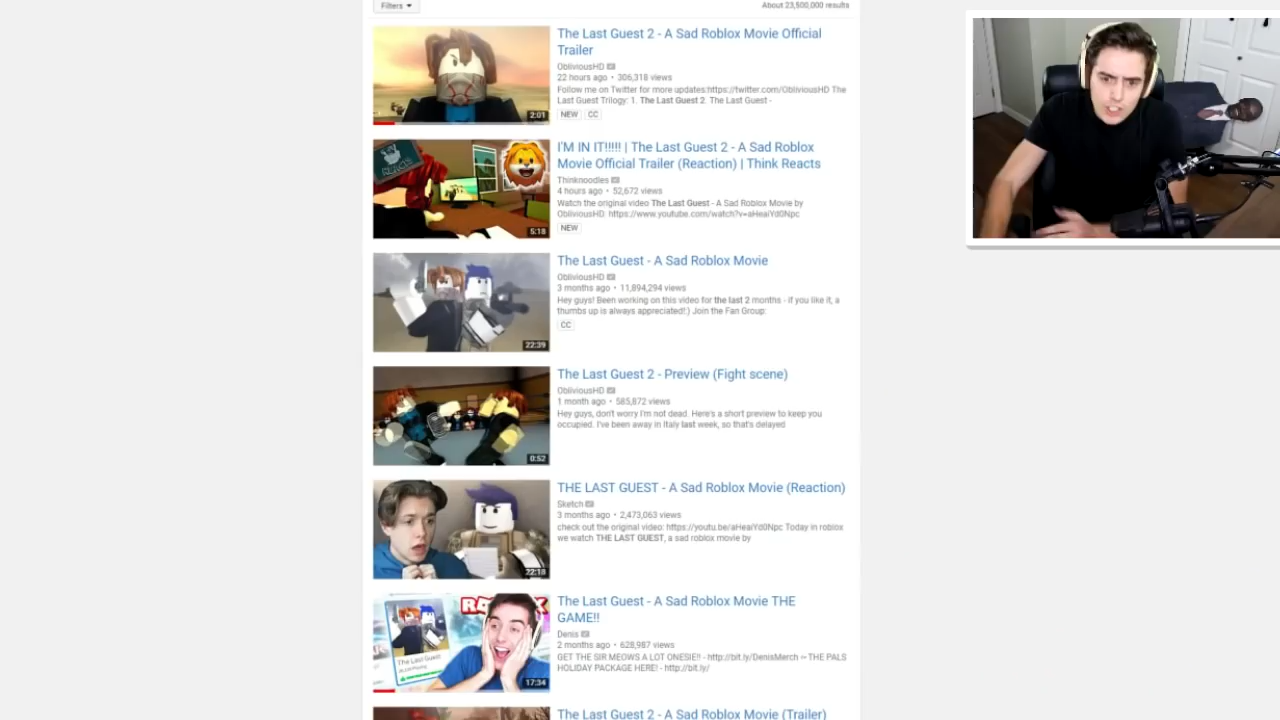 Filters
About 23,500,000 results
The Last Guest 2 - A Sad Roblox Movie Official
Trailer
ObliviousHD
22 hours ago • 306,318 views
Follow me on Twitter for more updates:https://twitter.com/ObliviousHD The
Last Guest Trilogy: 1. The Last Guest 2. The Last Guest -
NEW CC
2:01
I'M IN IT!!!!! | The Last Guest 2 - A Sad Roblox
Movie Official Trailer (Reaction) | Think Reacts
Thinknoodles
4 hours ago • 52,672 views
Watch the original video The Last Guest - A Sad Roblox Movie by
ObliviousHD: https://www.youtube.com/watch?v=aHeaiYd0Npc
NEW
5:18
The Last Guest - A Sad Roblox Movie
ObliviousHD
3 months ago • 11,894,294 views
Hey guys! Been working on this video for the last 2 months - if you like it, a
thumbs up is always appreciated!:) Join the Fan Group:
CC
22:39
The Last Guest 2 - Preview (Fight scene)
ObliviousHD
1 month ago • 585,872 views
Hey guys, don't worry I'm not dead. Here's a short preview to keep you
occupied. I've been away in Italy last week, so that's delayed
0:52
THE LAST GUEST - A Sad Roblox Movie (Reaction)
Sketch
3 months ago • 2,473,063 views
check out the original video: https://youtu.be/aHeaiYd0Npc Today in roblox
we watch THE LAST GUEST, a sad roblox movie by
22:18
The Last Guest - A Sad Roblox Movie THE
GAME!!
Denis
2 months ago • 628,987 views
GET THE SIR MEOWS A LOT ONESIE!! - http://bit.ly/DenisMerch ➳ THE PALS
HOLIDAY PACKAGE HERE! - http://bit.ly/
The Last Guest
17:34
The Last Guest 2 - A Sad Roblox Movie (Trailer)